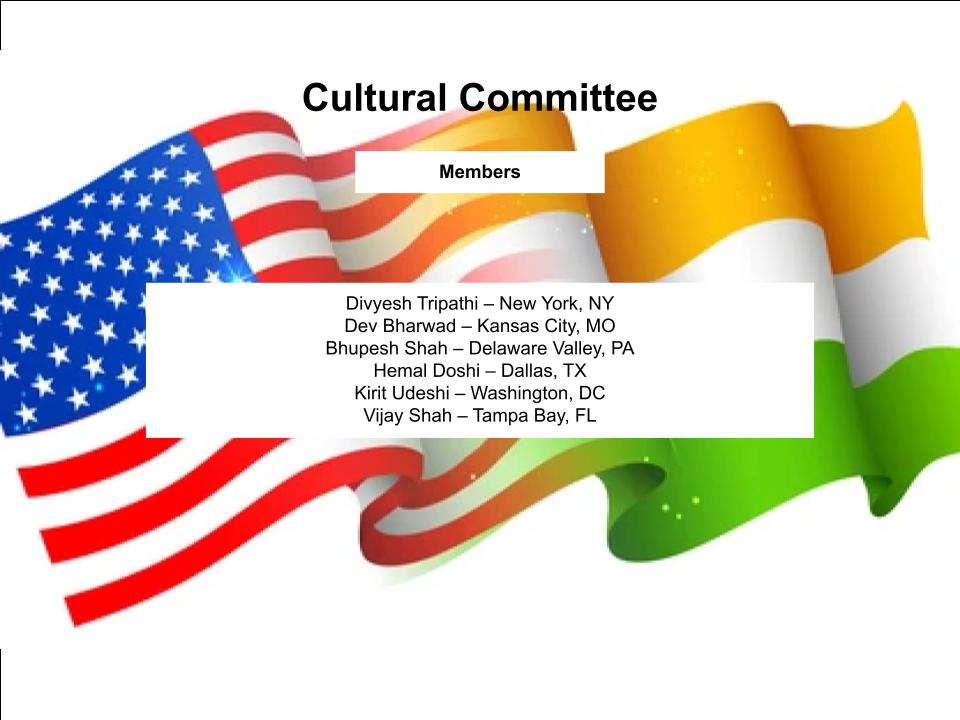 Cultural Committee
Members
Divyesh Tripathi – New York, NY
Dev Bharwad – Kansas City, MO
Bhupesh Shah – Delaware Valley, PA
Hemal Doshi – Dallas, TX
Kirit Udeshi – Washington, DC
Vijay Shah – Tampa Bay, FL